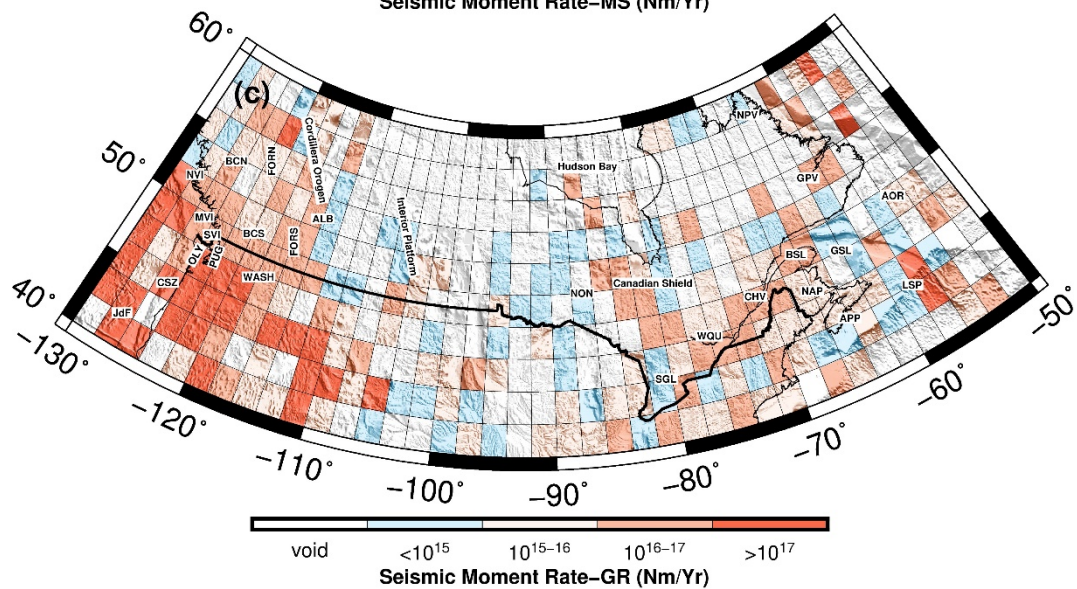 Seismic Moment Rate–MS (Nm/Yr)
60°
(c)
50°
40°
−130°
−120°
−110°
−100°
−90°
−80°
−70°
−60°
−50°
NPV
Hudson Bay
BCN
FORN
Cordillera Orogen
NVI
GPV
AOR
MVI
ALB
SVI
BCS
FORS
Interior Platform
OLY
PUG
BSL
GSL
CSZ
WASH
Canadian Shield
LSP
NON
CHV
NAP
JdF
APP
WQU
SGL
void
<10¹⁵
10¹⁵⁻¹⁶
10¹⁶⁻¹⁷
>10¹⁷
Seismic Moment Rate–GR (Nm/Yr)